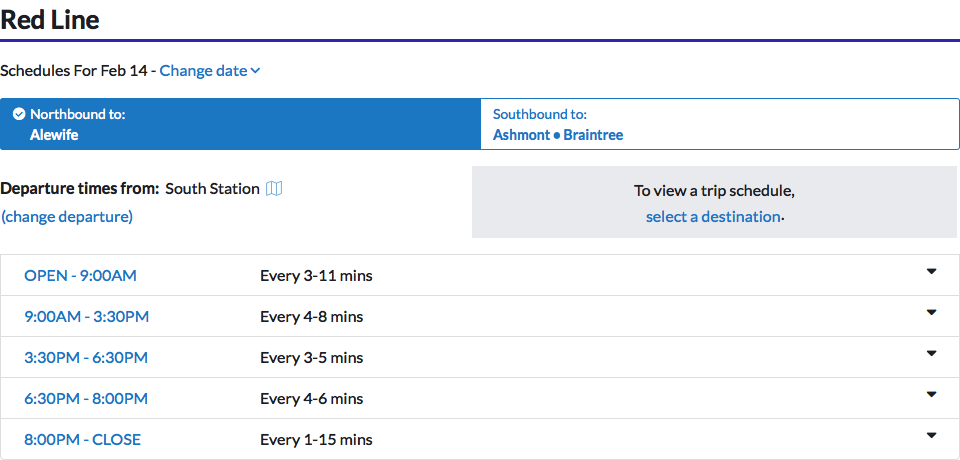 Red Line
Schedules For Feb 14 - Change date
Northbound to:
Alewife
Southbound to:
Ashmont • Braintree
Departure times from: South Station
(change departure)
To view a trip schedule,
select a destination.
OPEN - 9:00AM Every 3-11 mins
9:00AM - 3:30PM Every 4-8 mins
3:30PM - 6:30PM Every 3-5 mins
6:30PM - 8:00PM Every 4-6 mins
8:00PM - CLOSE Every 1-15 mins